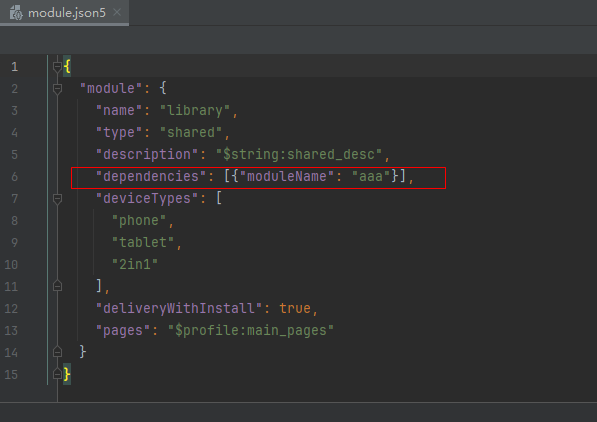 module.json5
1 {
2 "module": {
3 "name": "library",
4 "type": "shared",
5 "description": "$string:shared_desc",
6 "dependencies": [{"moduleName": "aaa"}],
7 "deviceTypes": [
8 "phone",
9 "tablet",
10 "2in1"
11 ],
12 "deliveryWithInstall": true,
13 "pages": "$profile:main_pages"
14 }
15 }